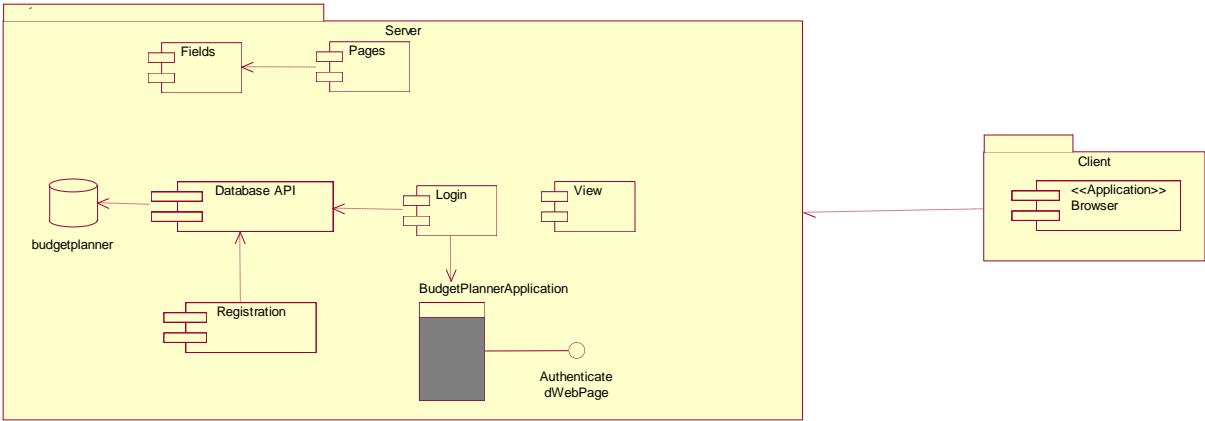 Server
Fields
Pages
Client
<<Application>>
Browser
Database API
Login
View
budgetplanner
BudgetPlannerApplication
Registration
Authenticate
dWebPage